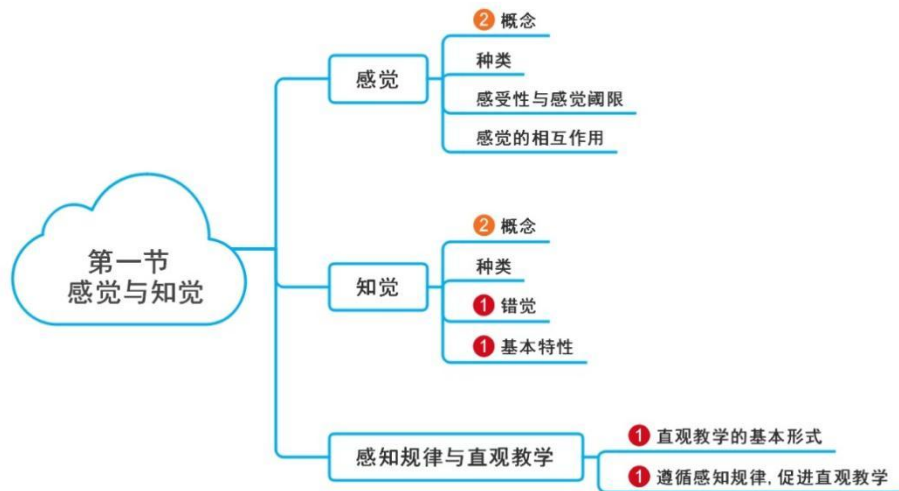 第一节
感觉与知觉
感觉
2 概念
种类
感受性与感觉阈限
感觉的相互作用
知觉
2 概念
种类
1 错觉
1 基本特性
感知规律与直观教学
1 直观教学的基本形式
1 遵循感知规律, 促进直观教学